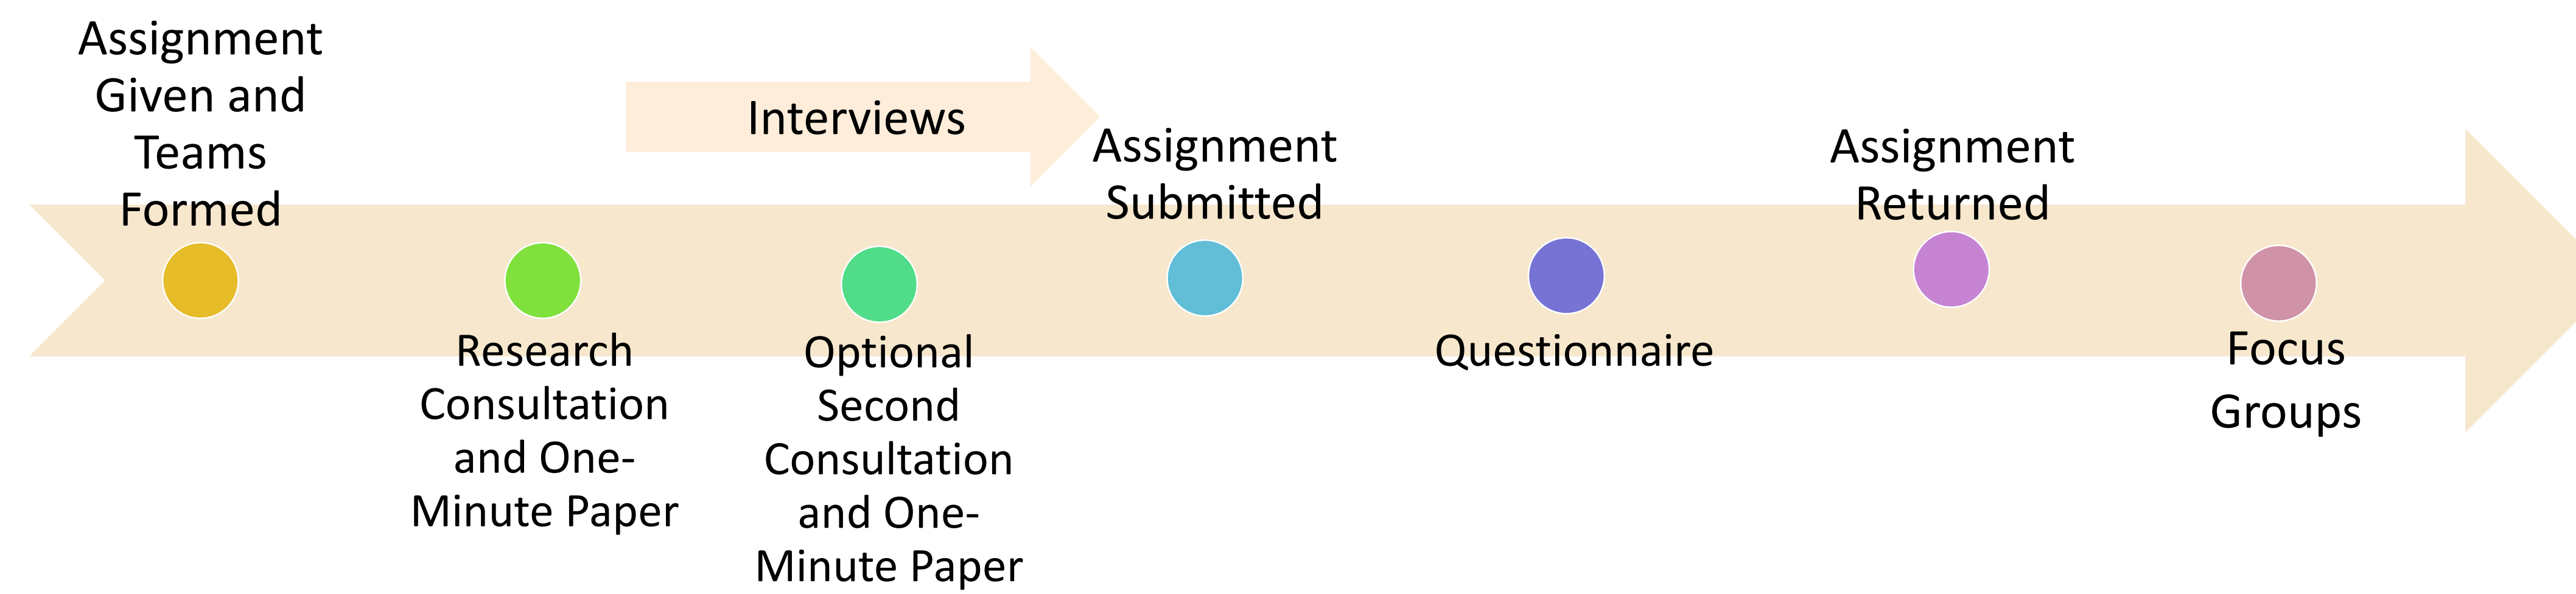 Assignment
Given and
Teams
Formed
Interviews
Assignment
Submitted
Assignment
Returned
Research
Consultation
and One-
Minute Paper
Optional
Second
Consultation
and One-
Minute Paper
Questionnaire
Focus
Groups